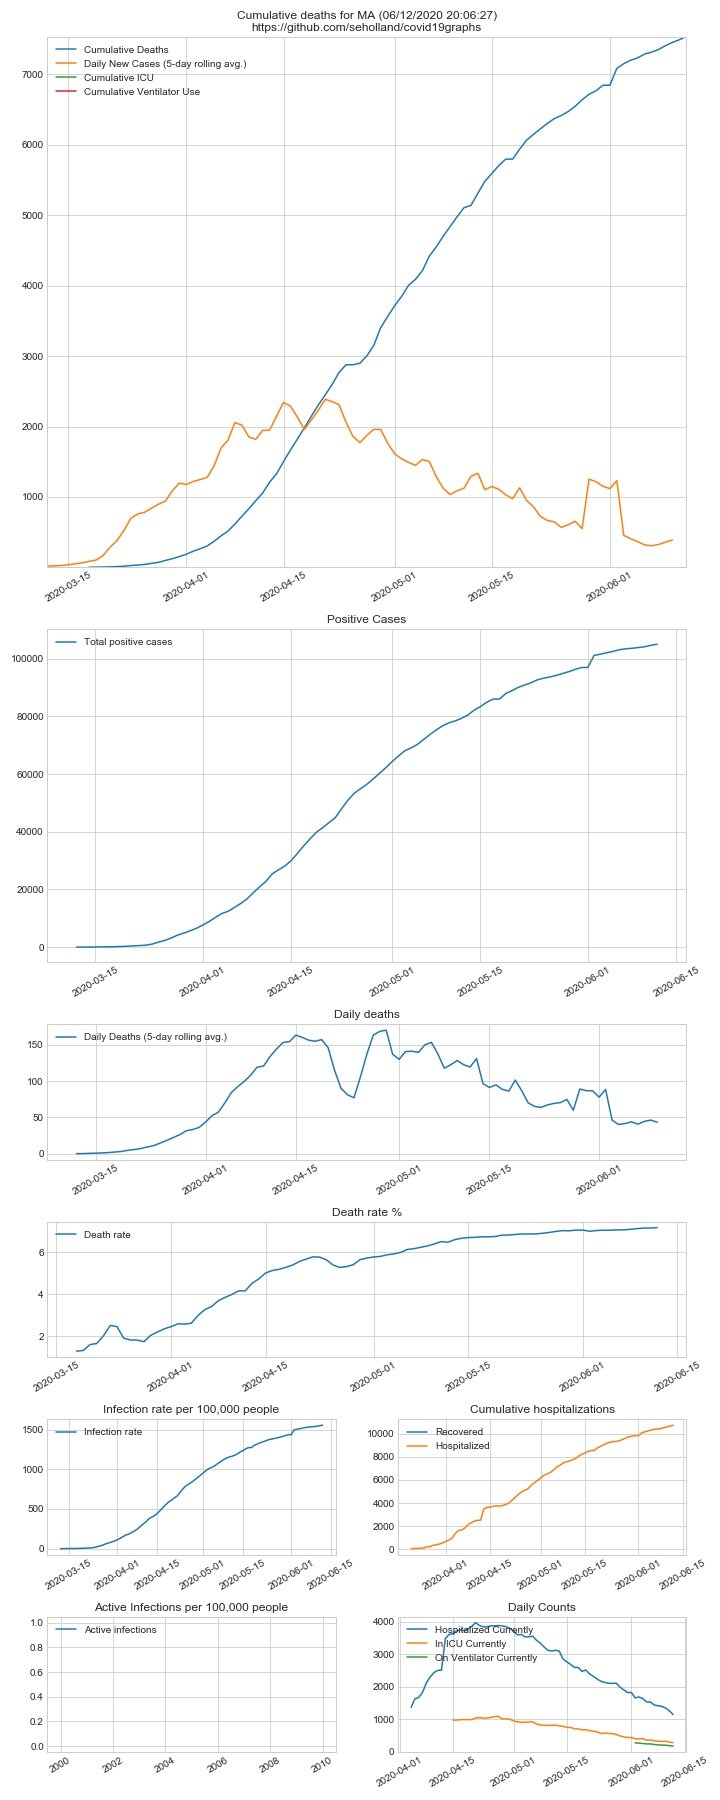 Cumulative deaths for MA (06/12/2020 20:06:27)
https://github.com/seholland/covid19graphs
Cumulative Deaths
Daily New Cases (5-day rolling avg.)
Cumulative ICU
Cumulative Ventilator Use
7000
6000
5000
4000
3000
2000
1000
2020-03-15 2020-04-01 2020-04-15 2020-05-01 2020-05-15 2020-06-01
Positive Cases
Total positive cases
100000
80000
60000
40000
20000
0
2020-03-15 2020-04-01 2020-04-15 2020-05-01 2020-05-15 2020-06-01 2020-06-15
Daily deaths
Daily Deaths (5-day rolling avg.)
150
100
50
0
2020-03-15 2020-04-01 2020-04-15 2020-05-01 2020-05-15 2020-06-01
Death rate %
Death rate
6
4
2
2020-03-15 2020-04-01 2020-04-15 2020-05-01 2020-05-15 2020-06-01 2020-06-15
Infection rate per 100,000 people
Infection rate
1500
1000
500
0
2020-03-15 2020-04-01 2020-04-15 2020-05-01 2020-05-15 2020-06-01 2020-06-15
Cumulative hospitalizations
Recovered
Hospitalized
10000
8000
6000
4000
2000
0
2020-04-01 2020-04-15 2020-05-01 2020-05-15 2020-06-01 2020-06-15
Active Infections per 100,000 people
Active infections
1.0
0.8
0.6
0.4
0.2
0.0
2000 2002 2004 2006 2008 2010
Daily Counts
Hospitalized Currently
In ICU Currently
On Ventilator Currently
4000
3000
2000
1000
0
2020-04-01 2020-04-15 2020-05-01 2020-05-15 2020-06-01 2020-06-15